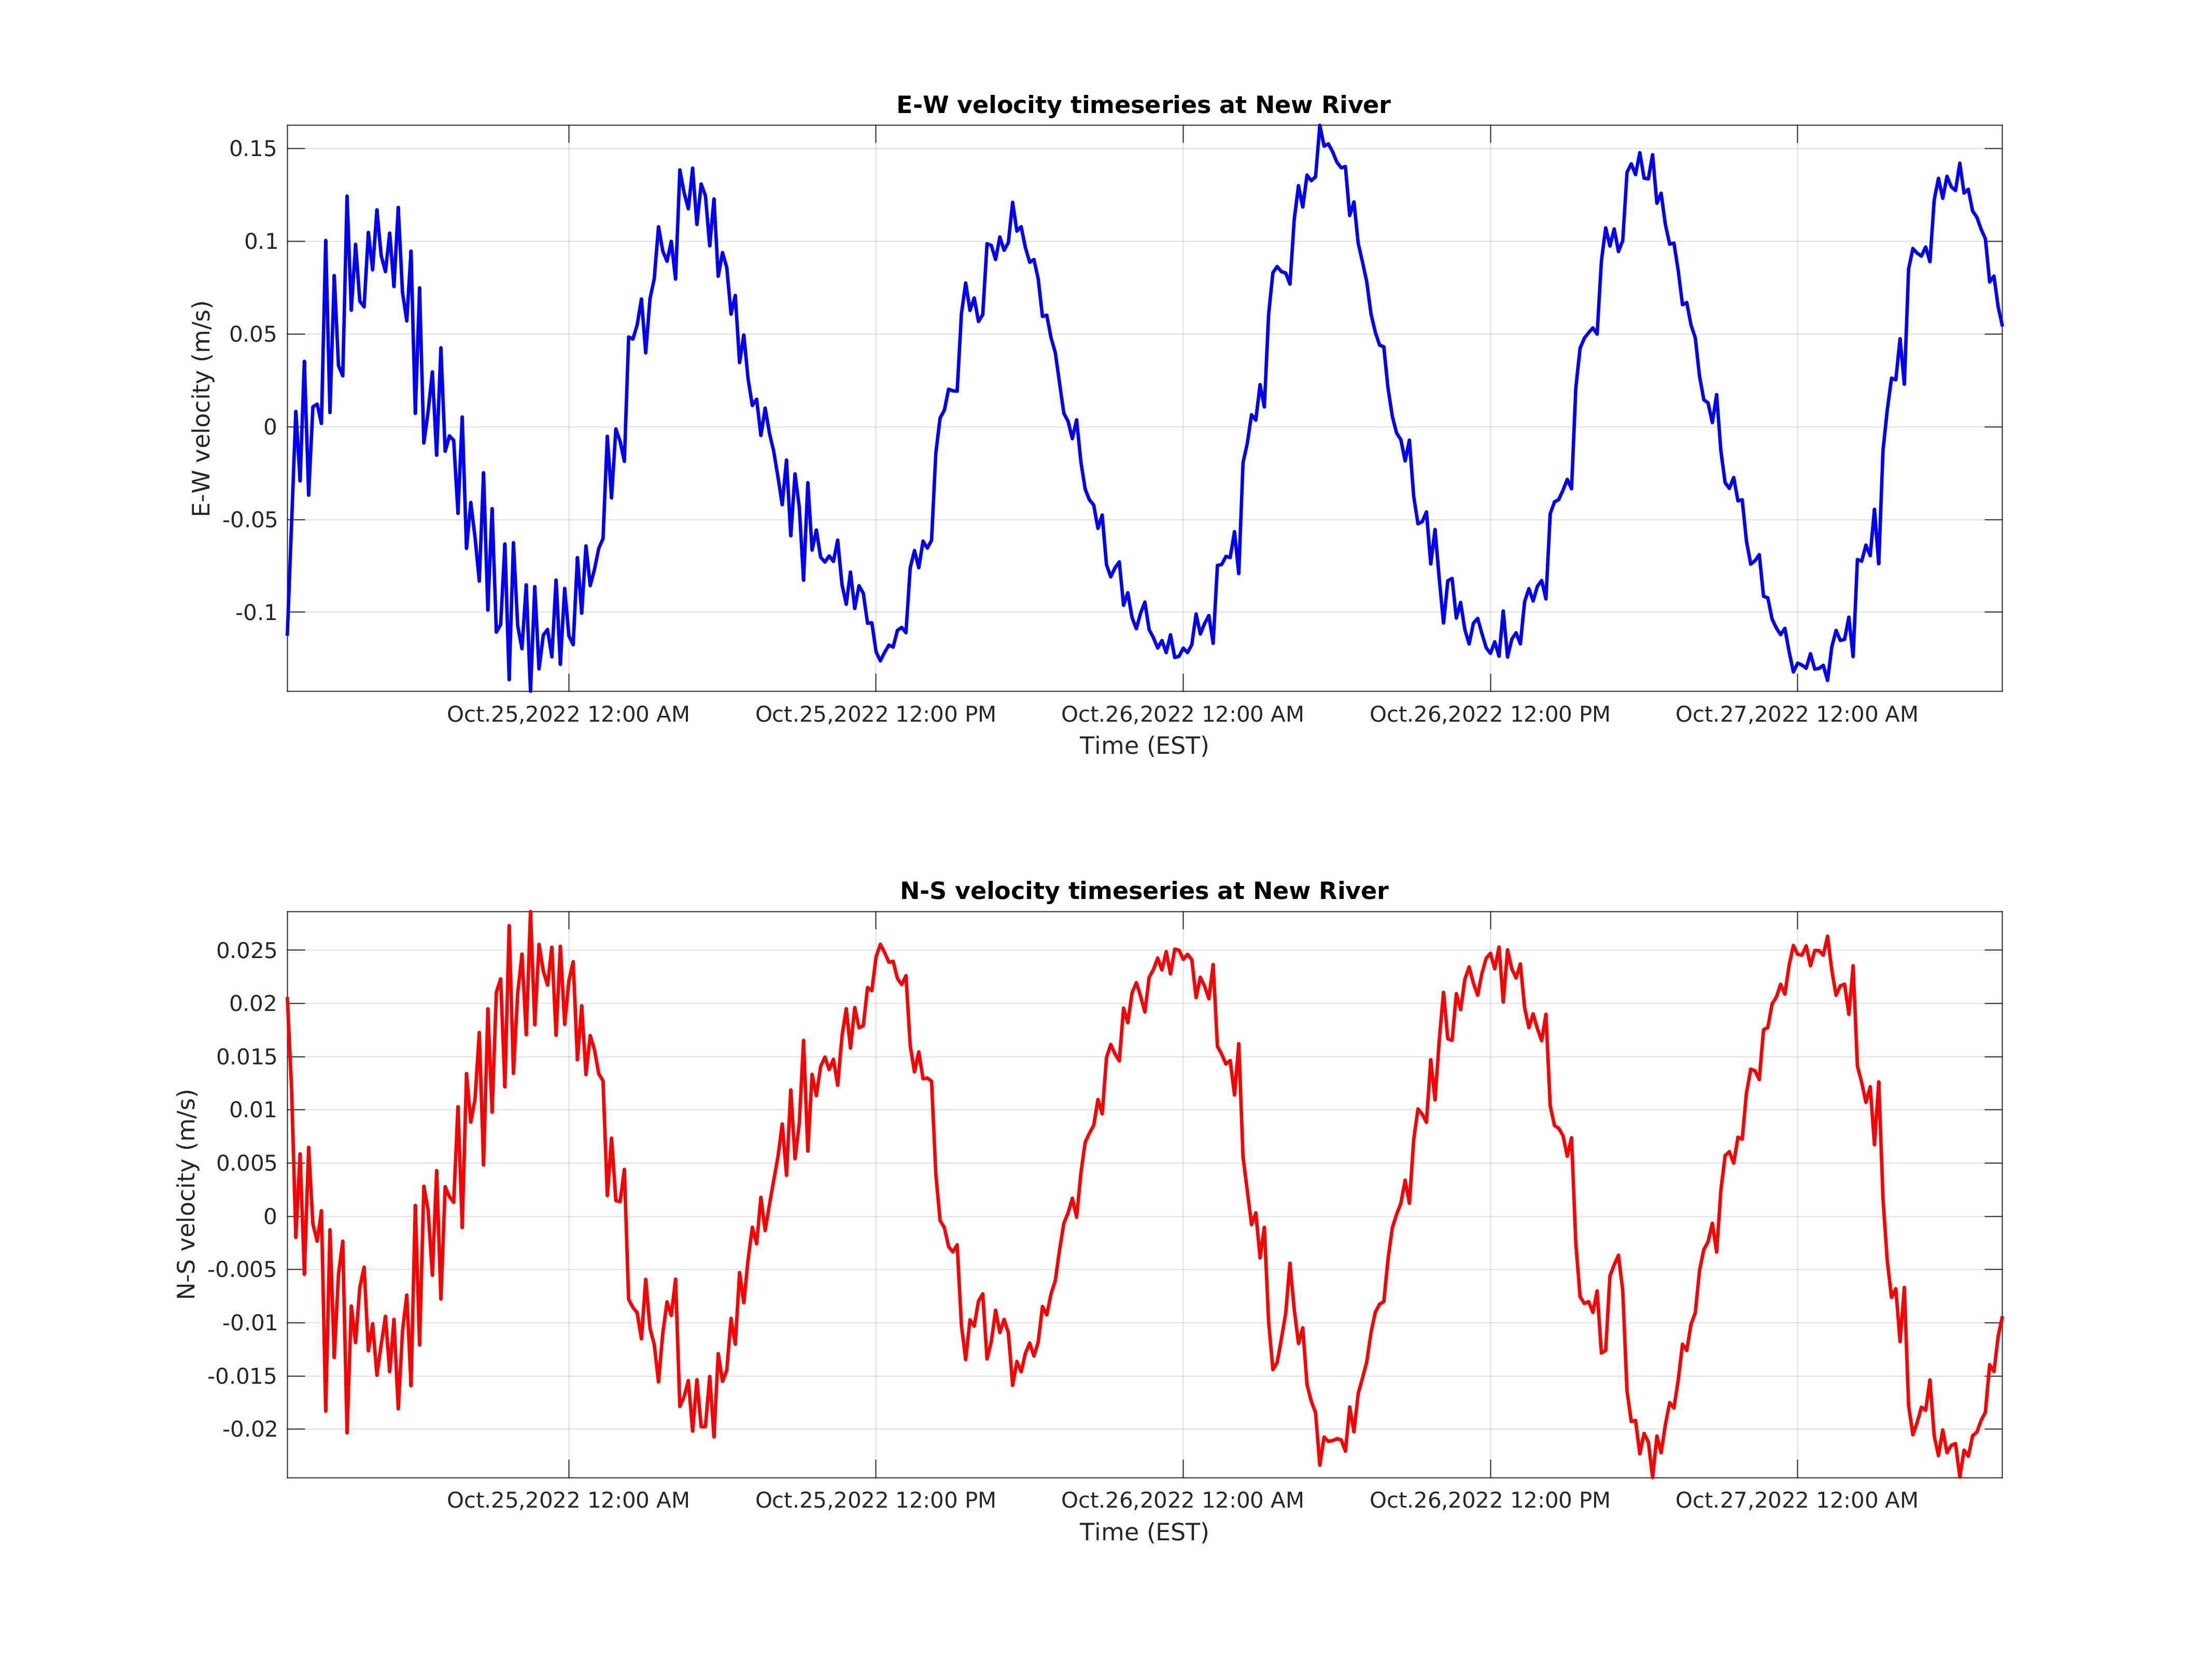 E-W velocity timeseries at New River
0.15
0.1
0.05
0
-0.05
-0.1
E-W velocity (m/s)
Oct.25,2022 12:00 AM Oct.25,2022 12:00 PM Oct.26,2022 12:00 AM Oct.26,2022 12:00 PM Oct.27,2022 12:00 AM
Time (EST)
N-S velocity timeseries at New River
0.025
0.02
0.015
0.01
0.005
0
-0.005
-0.01
-0.015
-0.02
N-S velocity (m/s)
Oct.25,2022 12:00 AM Oct.25,2022 12:00 PM Oct.26,2022 12:00 AM Oct.26,2022 12:00 PM Oct.27,2022 12:00 AM
Time (EST)